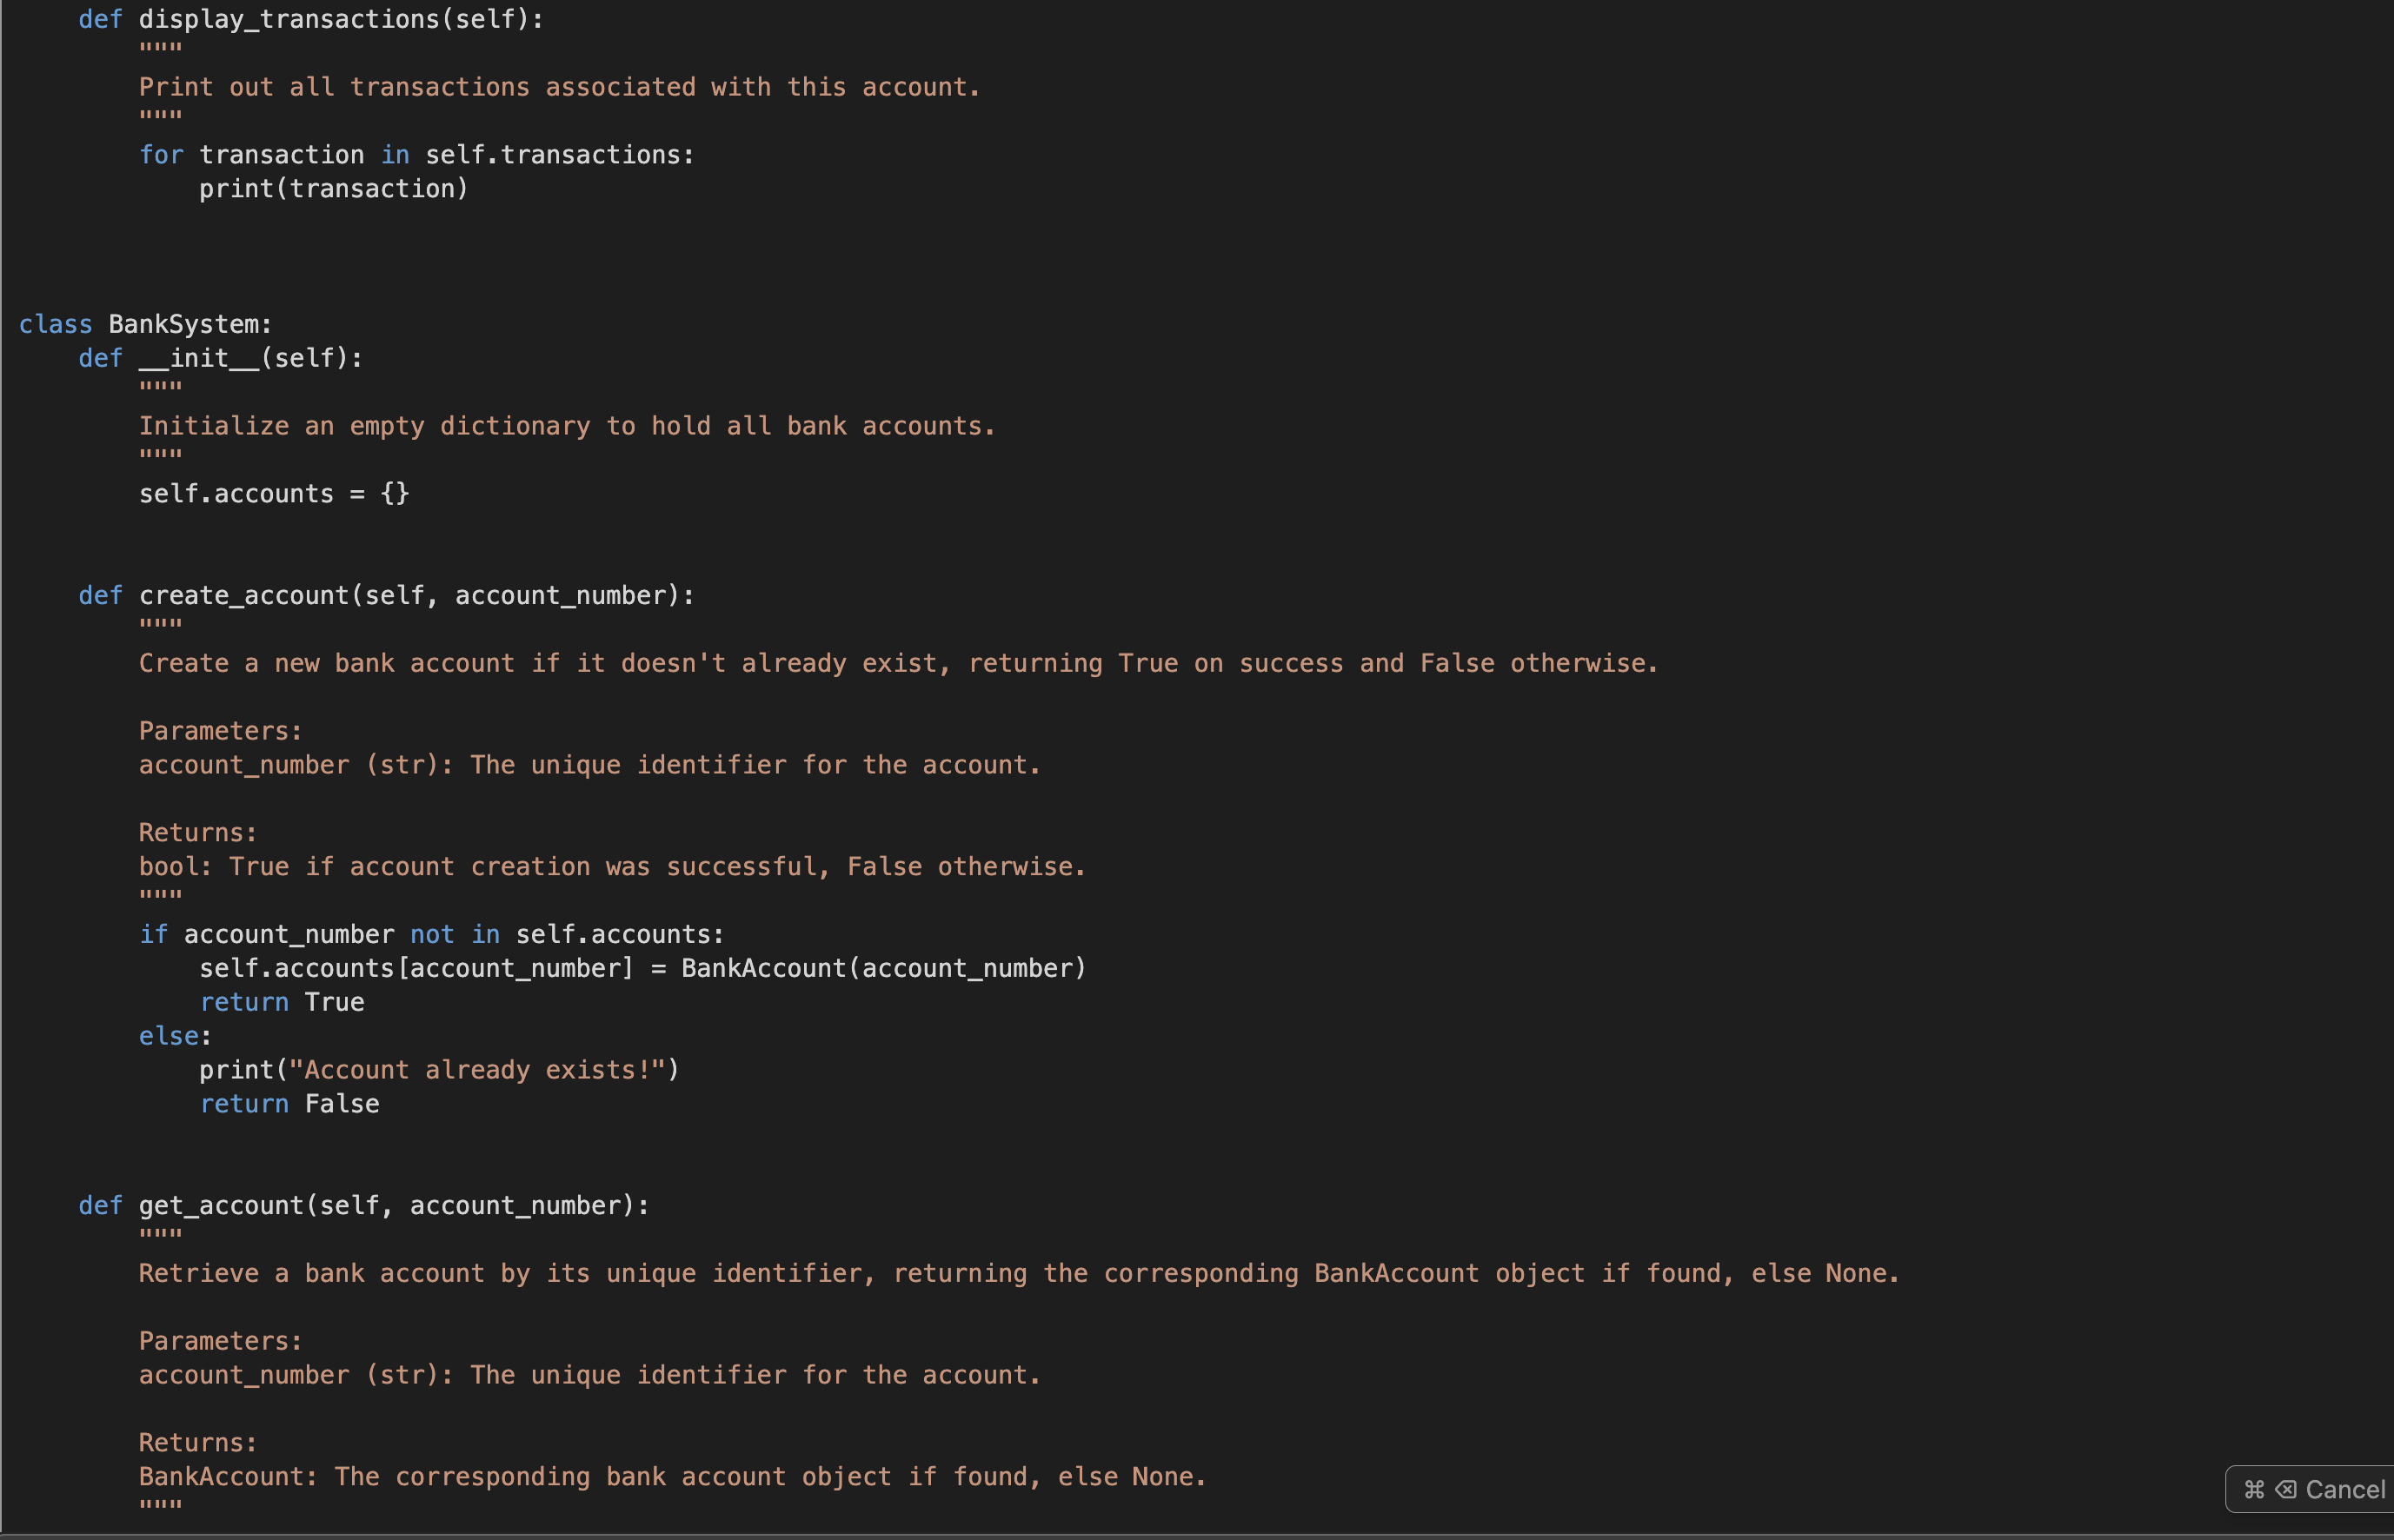 def display_transactions(self):
"""
Print out all transactions associated with this account.
"""
for transaction in self.transactions:
print(transaction)
class BankSystem:
def __init__(self):
"""
Initialize an empty dictionary to hold all bank accounts.
"""
self.accounts = {}
def create_account(self, account_number):
"""
Create a new bank account if it doesn't already exist, returning True on success and False otherwise.
Parameters:
account_number (str): The unique identifier for the account.
Returns:
bool: True if account creation was successful, False otherwise.
"""
if account_number not in self.accounts:
self.accounts[account_number] = BankAccount(account_number)
return True
else:
print("Account already exists!")
return False
def get_account(self, account_number):
"""
Retrieve a bank account by its unique identifier, returning the corresponding BankAccount object if found, else None.
Parameters:
account_number (str): The unique identifier for the account.
Returns:
BankAccount: The corresponding bank account object if found, else None.
"""
⌘ ⌫ Cancel